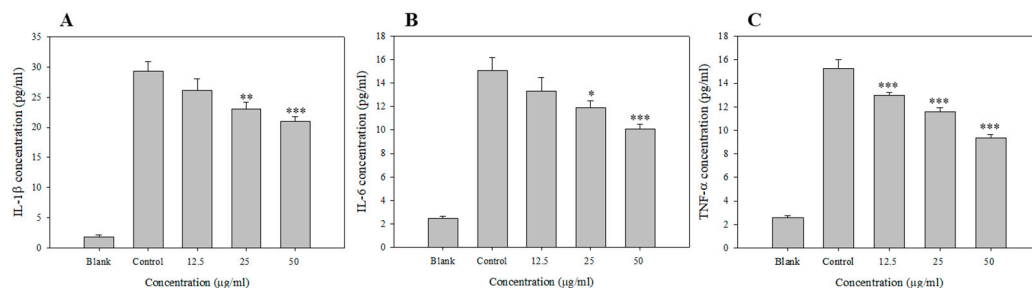 A
IL-1β concentration (pg/ml)
35
30
25
20
15
10
5
0
**
***
Blank Control 12.5 25 50
Concentration (μg/ml)
B
IL-6 concentration (pg/ml)
18
16
14
12
10
8
6
4
2
0
*
***
Blank Control 12.5 25 50
Concentration (μg/ml)
C
TNF-α concentration (pg/ml)
18
16
14
12
10
8
6
4
2
0
***
***
***
Blank Control 12.5 25 50
Concentration (μg/ml)